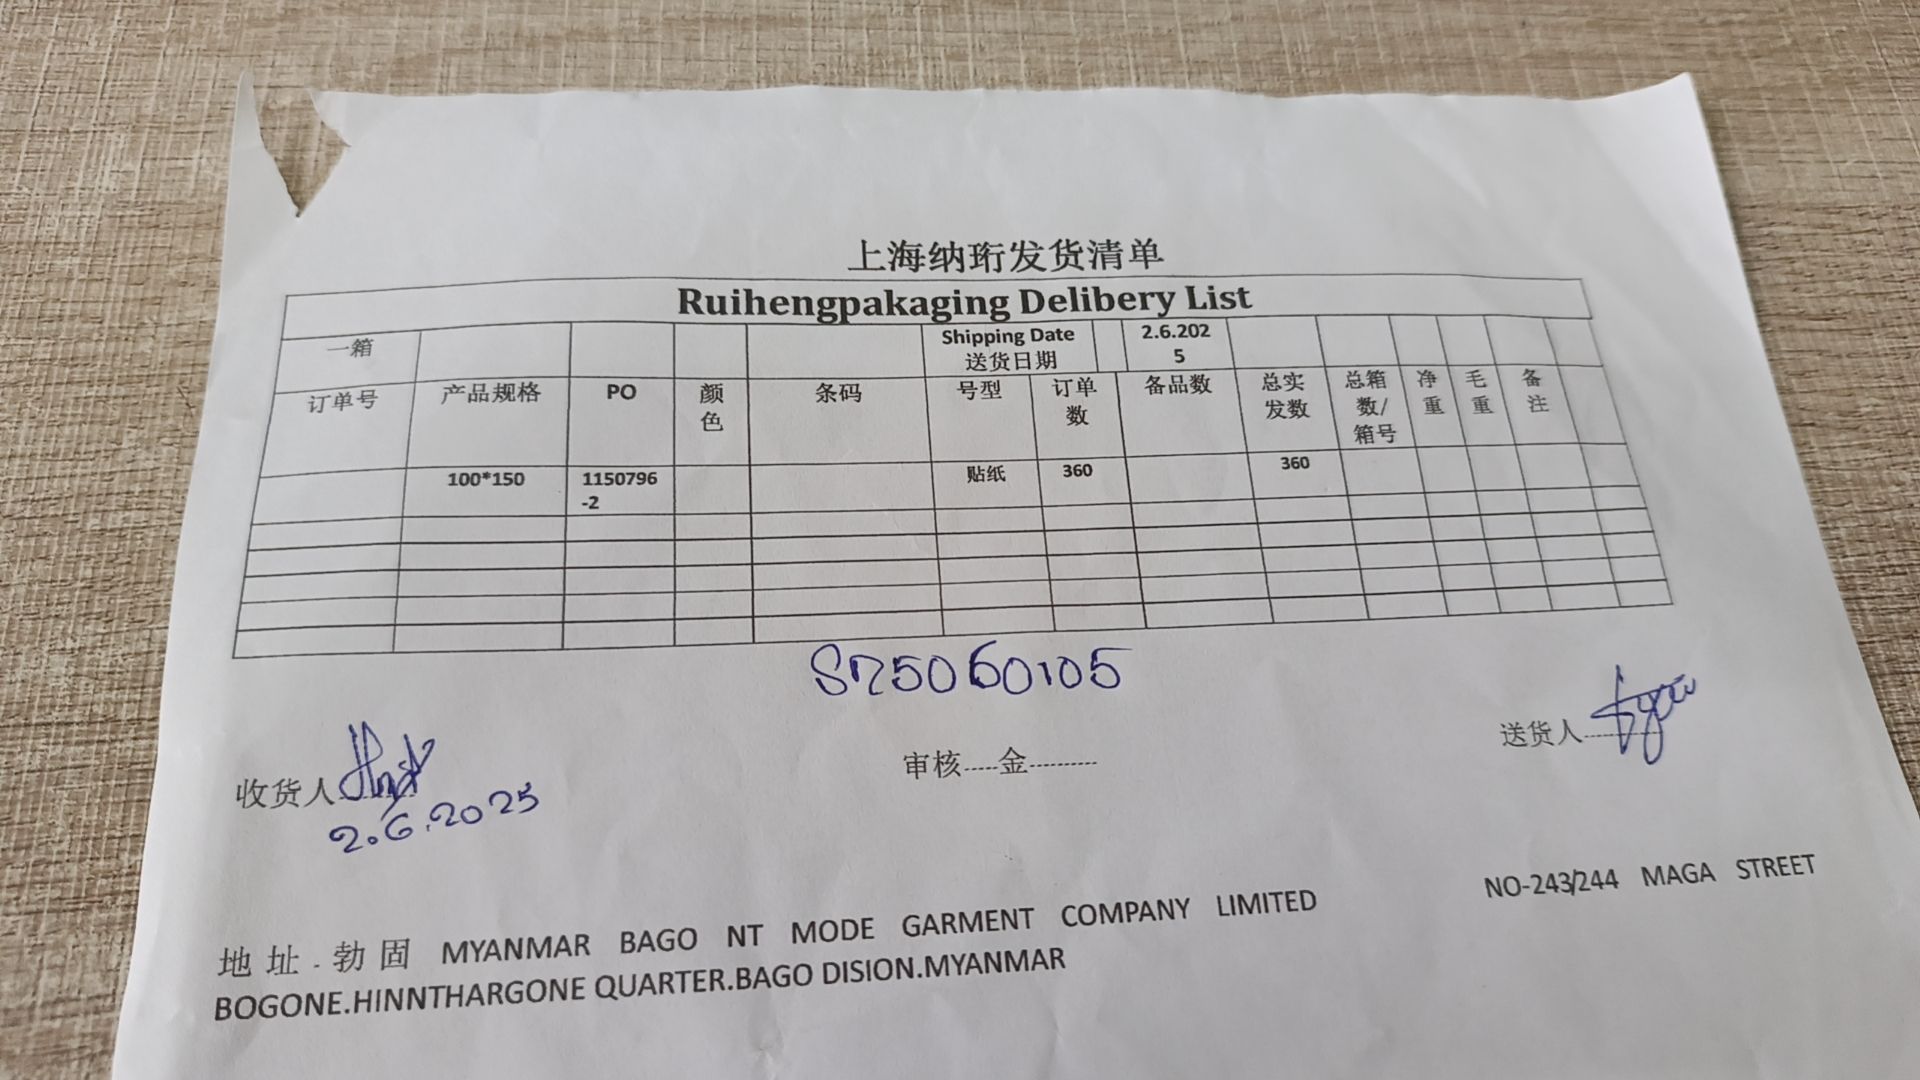 上海纳珩发货清单
Ruihengpakaging Delibery List
一箱 Shipping Date 送货日期 2.6.2025
订单号 产品规格 PO 颜色 条码 号型 订单数 备品数 总实发数 总箱数/箱号 净重 毛重 备注
100*150 1150796-2 贴纸 360 360
收货人 审核.....金.......... 送货人
2.6.2025
地址.勃固 MYANMAR BAGO NT MODE GARMENT COMPANY LIMITED NO-243/244 MAGA STREET
BOGONE.HINNTHARGONE QUARTER.BAGO DISION.MYANMAR